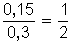 0,15/0,3 = 1/2